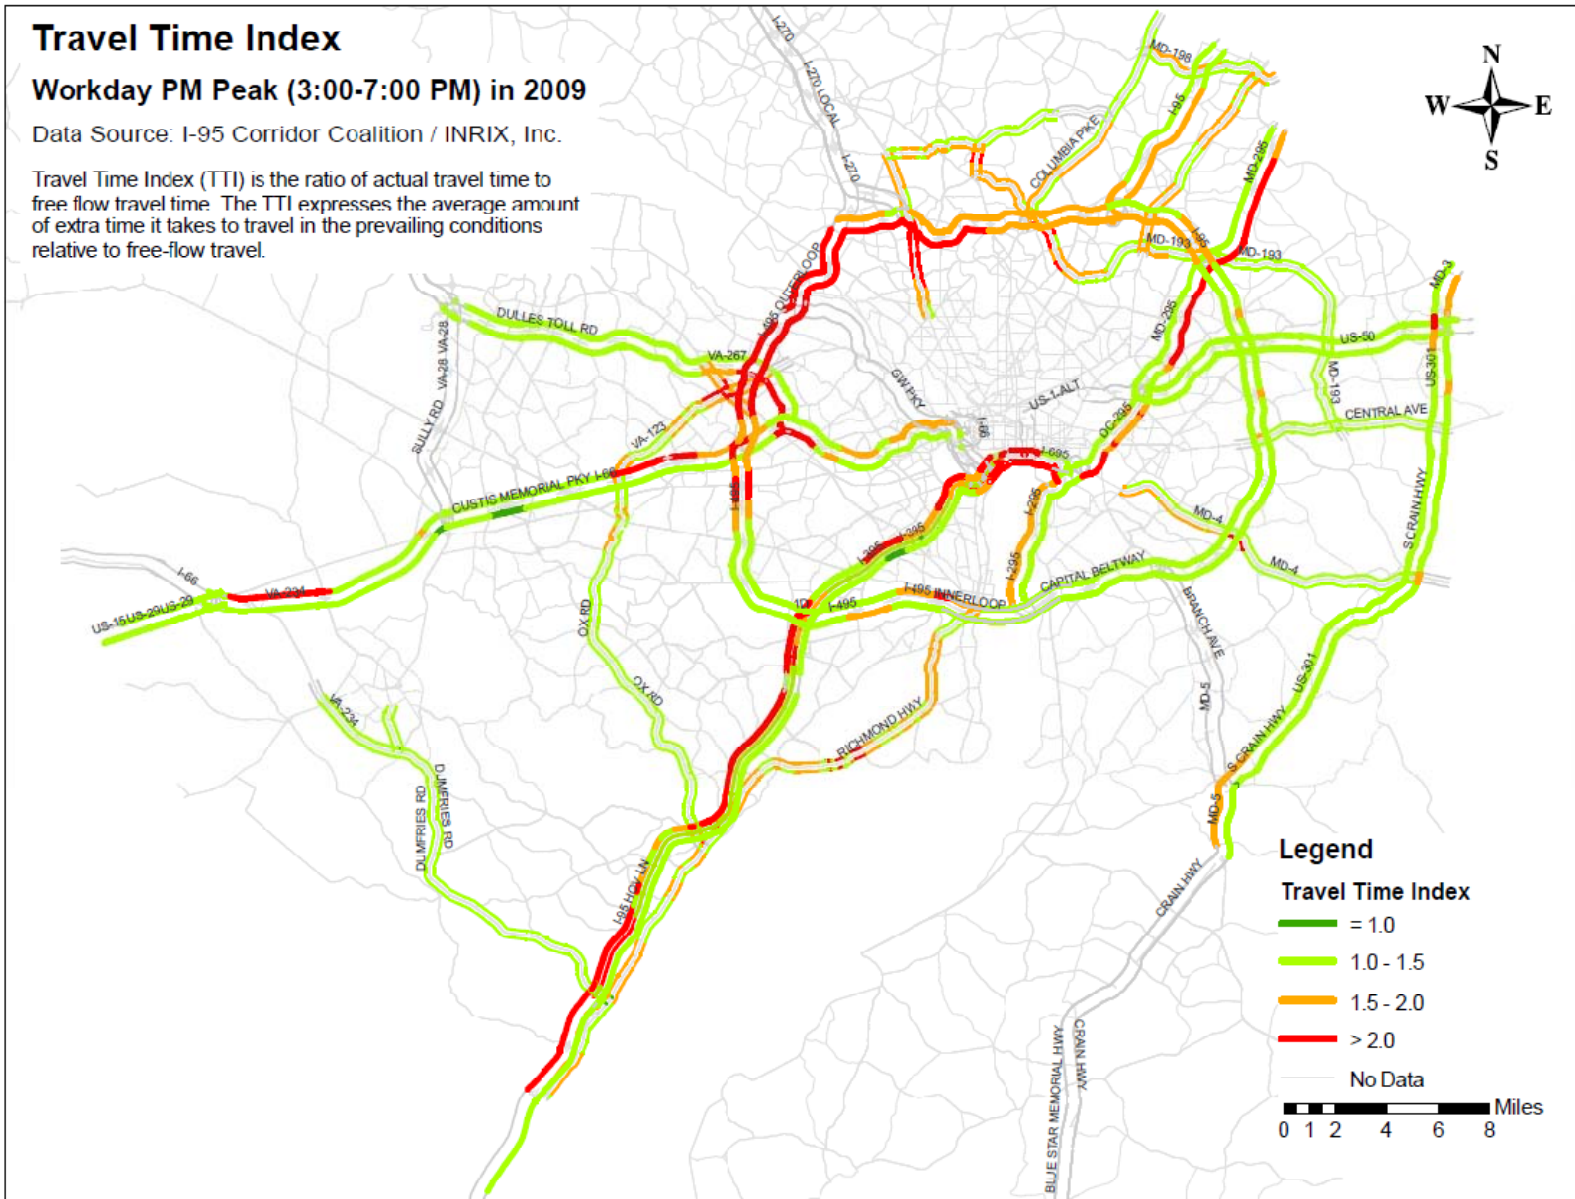 Travel Time Index
Workday PM Peak (3:00-7:00 PM) in 2009
Data Source: I-95 Corridor Coalition / INRIX, Inc.
Travel Time Index (TTI) is the ratio of actual travel time to
free flow travel time. The TTI expresses the average amount
of extra time it takes to travel in the prevailing conditions
relative to free-flow travel.
N
W E
S
I-270
I-270 LOCAL
I-270
MD-198
I-95
COLUMBIA PIKE
MD-295
I-95
MD-193
MD-193
MD-3
I-495 OUTERLOOP
DULLES TOLL RD
VA-267
VA-28 VA-28
SULLY RD
GW PKY
US-1-ALT
MD-295
US-50
US-301
MD-193
CENTRAL AVE
DC-295
I-66
I-695
VA-123
CUSTIS MEMORIAL PKY I-66
I-495
I-395
I-395
I-295
I-295
MD-4
MD-4
S CRAIN HWY
CAPITAL BELTWAY
I-495 INNERLOOP
I-495
I-66
VA-234
US-15 US-29 US-29
OX RD
OX RD
BRANCH AVE
MD-5
US-301
S CRAIN HWY
MD-5
RICHMOND HWY
VA-234
DUMFRIES RD
DUMFRIES RD
I-95 HOV LN
CRAIN HWY
BLUE STAR MEMORIAL HWY
CRAIN HWY
Legend
Travel Time Index
= 1.0
1.0 - 1.5
1.5 - 2.0
> 2.0
No Data
Miles
0 1 2 4 6 8